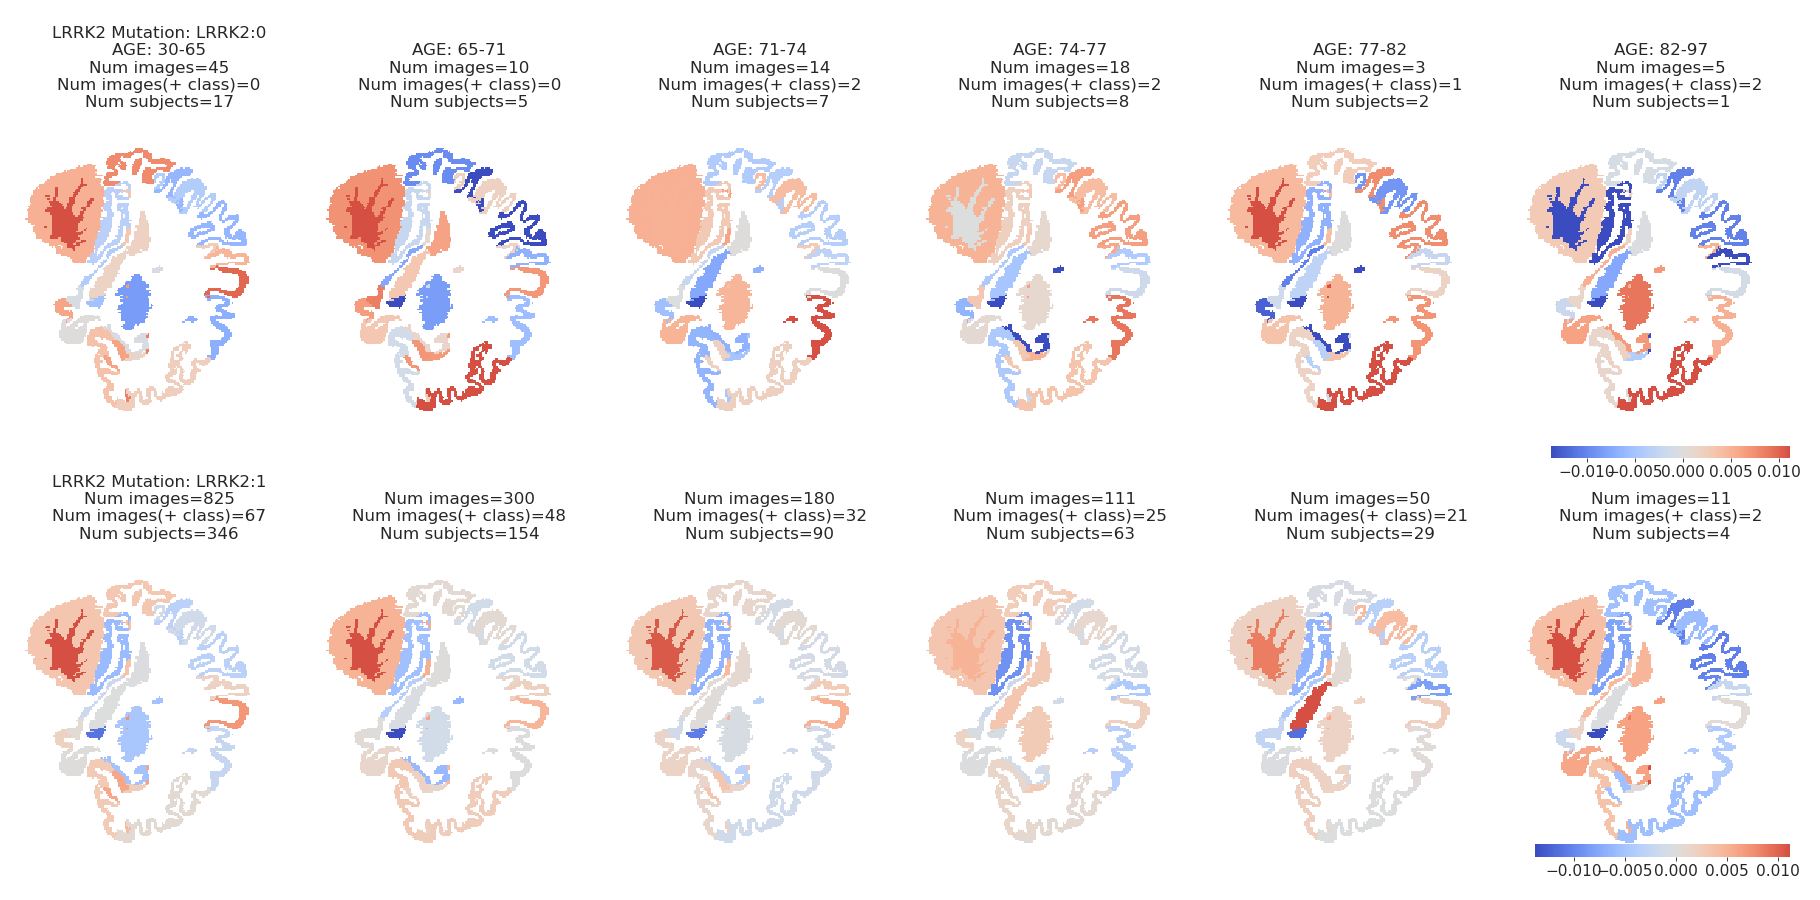 LRRK2 Mutation: LRRK2:0
AGE: 30-65
Num images=45
Num images(+ class)=0
Num subjects=17
AGE: 65-71
Num images=10
Num images(+ class)=0
Num subjects=5
AGE: 71-74
Num images=14
Num images(+ class)=2
Num subjects=7
AGE: 74-77
Num images=18
Num images(+ class)=2
Num subjects=8
AGE: 77-82
Num images=3
Num images(+ class)=1
Num subjects=2
AGE: 82-97
Num images=5
Num images(+ class)=2
Num subjects=1
−0.010 −0.005 0.000 0.005 0.010
LRRK2 Mutation: LRRK2:1
Num images=825
Num images(+ class)=67
Num subjects=346
Num images=300
Num images(+ class)=48
Num subjects=154
Num images=180
Num images(+ class)=32
Num subjects=90
Num images=111
Num images(+ class)=25
Num subjects=63
Num images=50
Num images(+ class)=21
Num subjects=29
Num images=11
Num images(+ class)=2
Num subjects=4
−0.010 −0.005 0.000 0.005 0.010